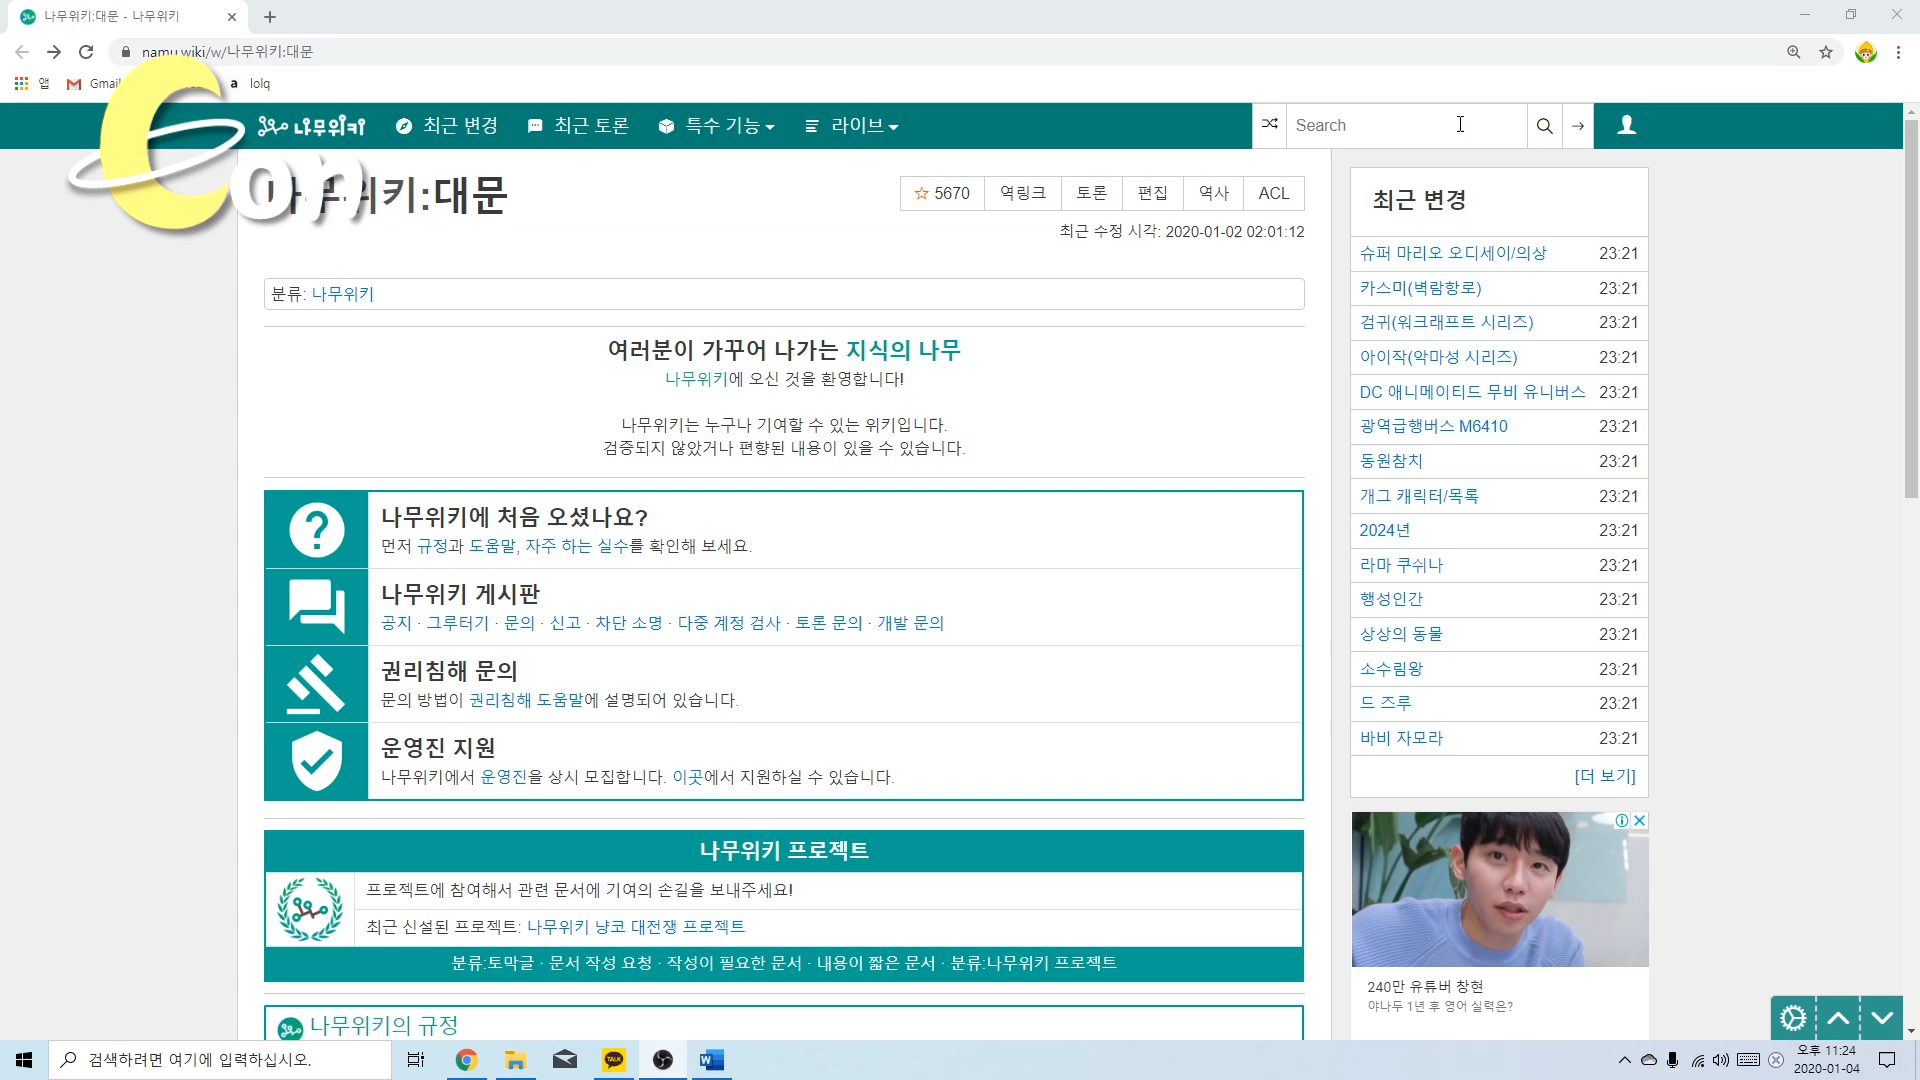 나무위키:대문 - 나무위키
namu.wiki/w/나무위키:대문
앱
Gmail
a lolq
Con
나무위키
최근 변경
최근 토론
특수 기능
라이브
Search
나무위키:대문
5670
역링크
토론
편집
역사
ACL
최근 수정 시각: 2020-01-02 02:01:12
분류: 나무위키
여러분이 가꾸어 나가는 지식의 나무
나무위키에 오신 것을 환영합니다!
나무위키는 누구나 기여할 수 있는 위키입니다.
검증되지 않았거나 편향된 내용이 있을 수 있습니다.
나무위키에 처음 오셨나요?
먼저 규정과 도움말, 자주 하는 실수를 확인해 보세요.
나무위키 게시판
공지 · 그루터기 · 문의 · 신고 · 차단 소명 · 다중 계정 검사 · 토론 문의 · 개발 문의
권리침해 문의
문의 방법이 권리침해 도움말에 설명되어 있습니다.
운영진 지원
나무위키에서 운영진을 상시 모집합니다. 이곳에서 지원하실 수 있습니다.
나무위키 프로젝트
프로젝트에 참여해서 관련 문서에 기여의 손길을 보내주세요!
최근 신설된 프로젝트: 나무위키 냥코 대전쟁 프로젝트
분류:토막글 · 문서 작성 요청 · 작성이 필요한 문서 · 내용이 짧은 문서 · 분류:나무위키 프로젝트
나무위키의 규정
최근 변경
슈퍼 마리오 오디세이/의상 23:21
카스미(벽람항로) 23:21
검귀(워크래프트 시리즈) 23:21
아이작(악마성 시리즈) 23:21
DC 애니메이티드 무비 유니버스 23:21
광역급행버스 M6410 23:21
동원참치 23:21
개그 캐릭터/목록 23:21
2024년 23:21
라마 쿠쉬나 23:21
행성인간 23:21
상상의 동물 23:21
소수림왕 23:21
드 즈루 23:21
바비 자모라 23:21
[더 보기]
240만 유튜버 창현
야나두 1년 후 영어 실력은?
검색하려면 여기에 입력하십시오.
TALK
오후 11:24
2020-01-04